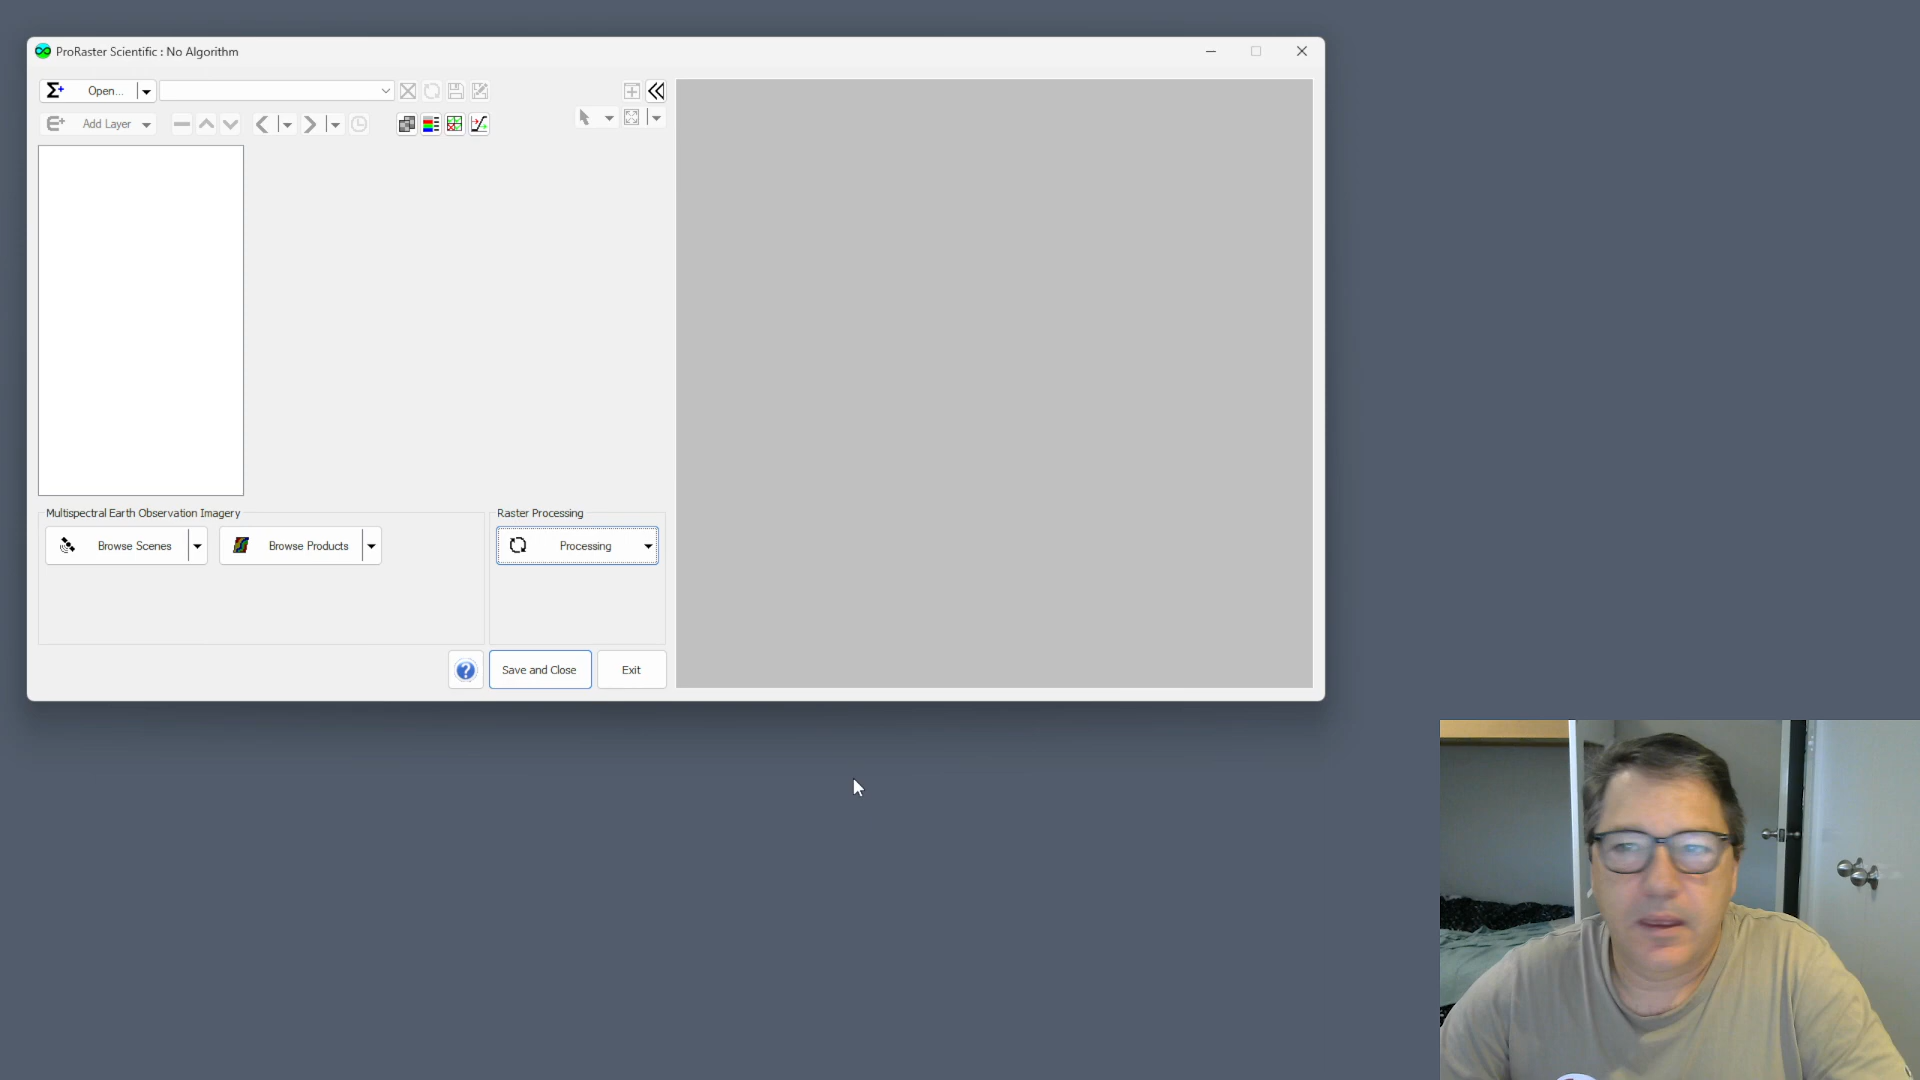 ProRaster Scientific : No Algorithm
Open...
Add Layer
Multispectral Earth Observation Imagery
Raster Processing
Browse Scenes
Browse Products
Processing
?
Save and Close
Exit